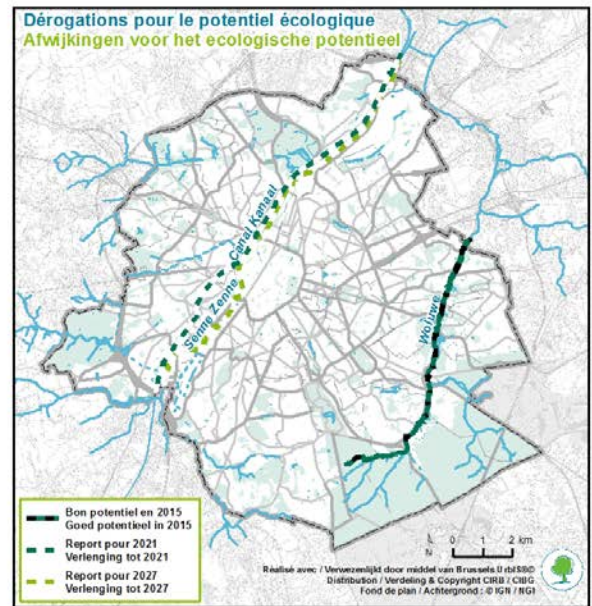 Dérogations pour le potentiel écologique
Afwijkingen voor het ecologische potentieel
Canal Kanaal
Senne Zenne
Woluwe
Bon potentiel en 2015
Goed potentieel in 2015
Report pour 2021
Verlenging tot 2021
Report pour 2027
Verlenging tot 2027
N
0 1 2 km
Réalisé avec / Verwezenlijkt door middel van Brussels UrbIS®©
Distribution / Verdeling & Copyright CIRB / CIBG
Fond de plan / Achtergrond : © IGN / NGI